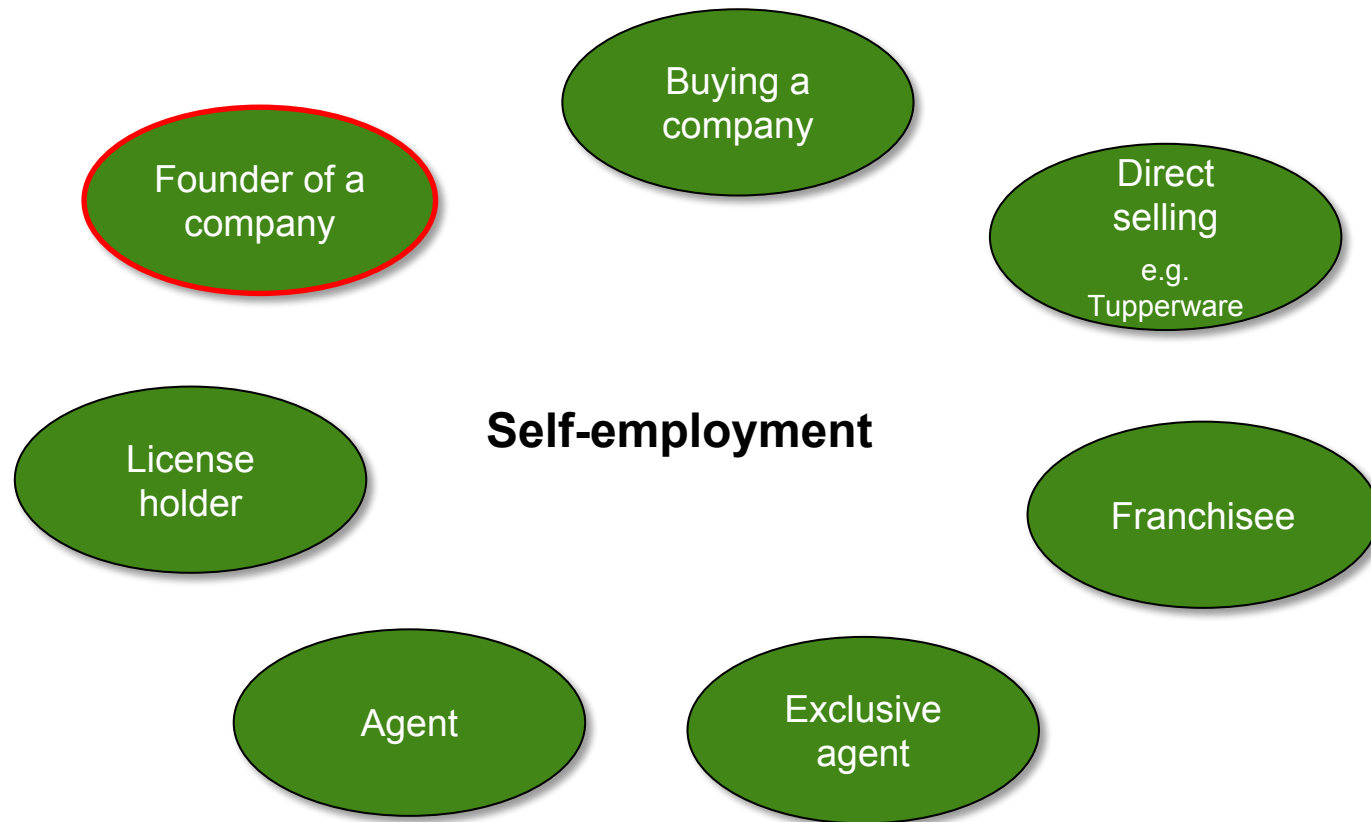 Buying a
company
Founder of a
company
Direct
selling
e.g.
Tupperware
Self-employment
License
holder
Franchisee
Agent
Exclusive
agent